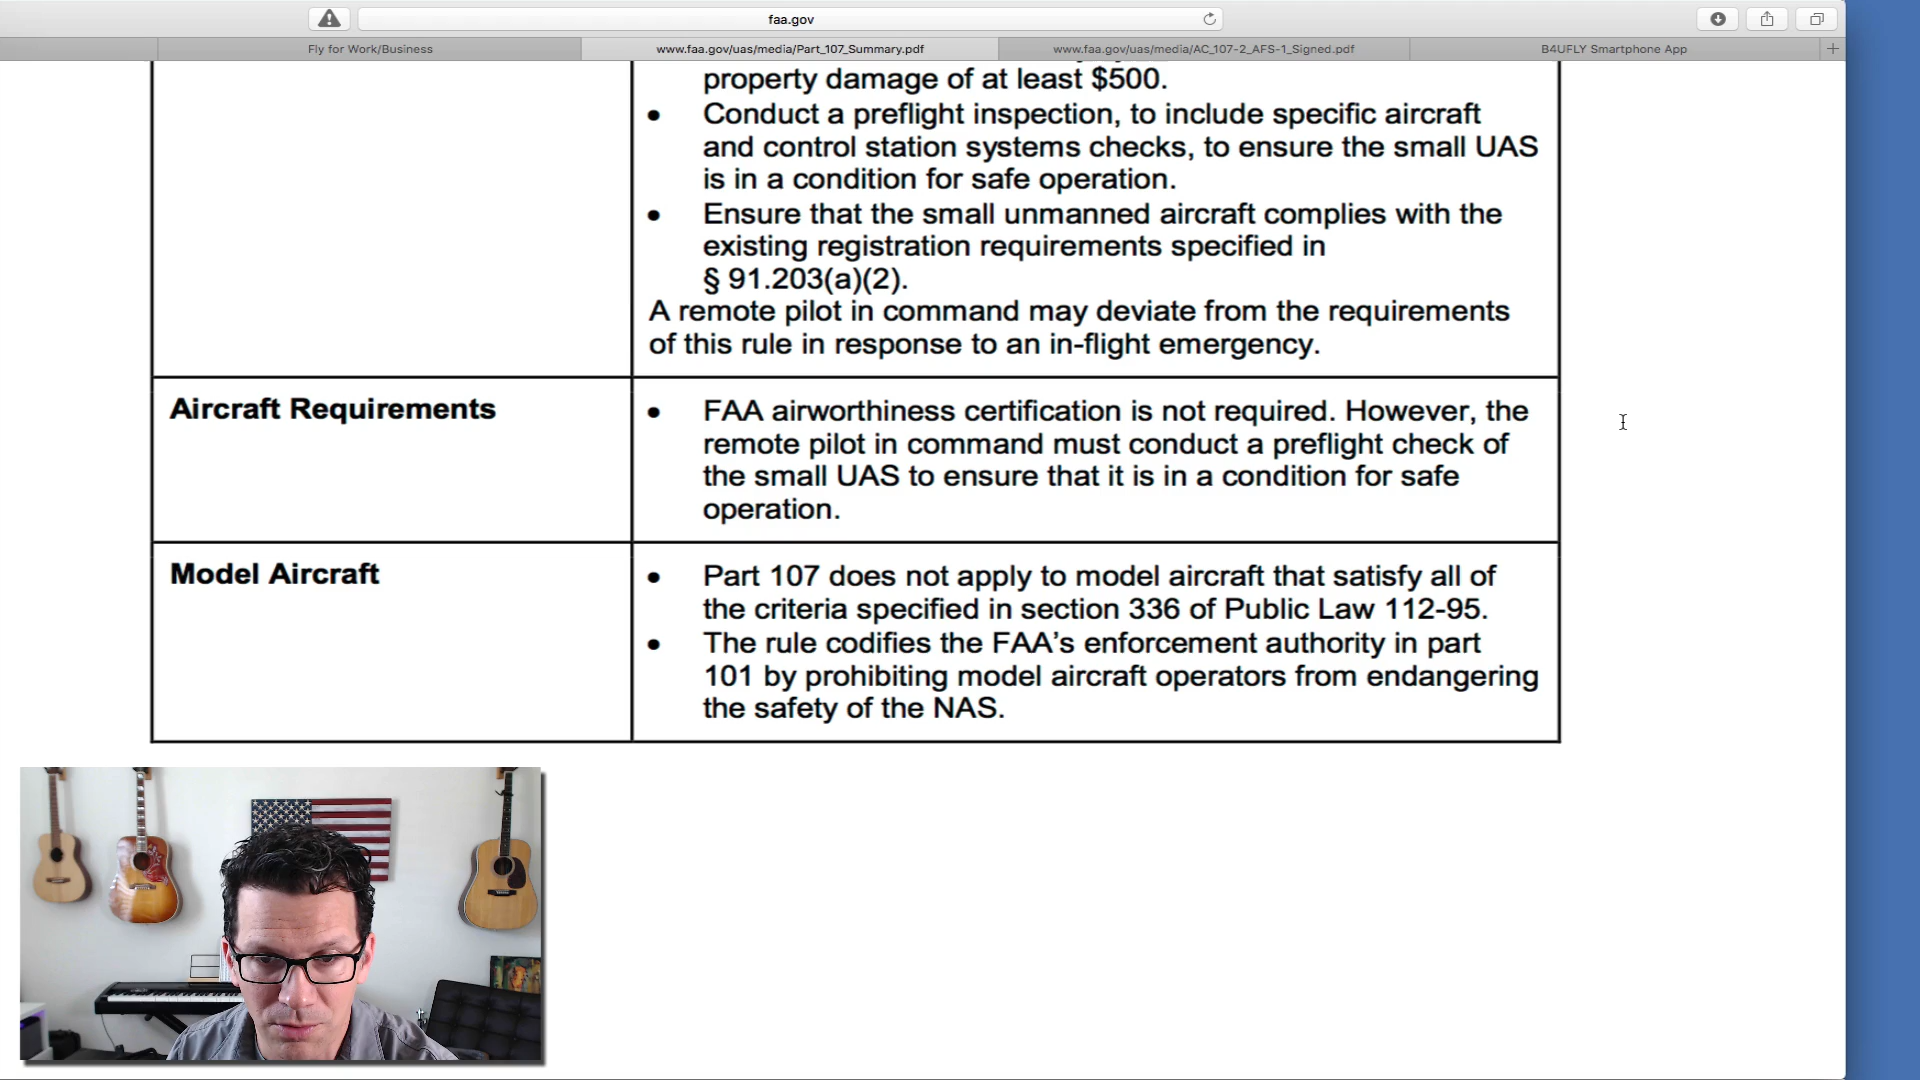 faa.gov
Fly for Work/Business
www.faa.gov/uas/media/Part_107_Summary.pdf
www.faa.gov/uas/media/AC_107-2_AFS-1_Signed.pdf
B4UFLY Smartphone App
property damage of at least $500.
• Conduct a preflight inspection, to include specific aircraft
and control station systems checks, to ensure the small UAS
is in a condition for safe operation.
• Ensure that the small unmanned aircraft complies with the
existing registration requirements specified in
§ 91.203(a)(2).
A remote pilot in command may deviate from the requirements
of this rule in response to an in-flight emergency.
Aircraft Requirements
• FAA airworthiness certification is not required. However, the
remote pilot in command must conduct a preflight check of
the small UAS to ensure that it is in a condition for safe
operation.
Model Aircraft
• Part 107 does not apply to model aircraft that satisfy all of
the criteria specified in section 336 of Public Law 112-95.
• The rule codifies the FAA’s enforcement authority in part
101 by prohibiting model aircraft operators from endangering
the safety of the NAS.